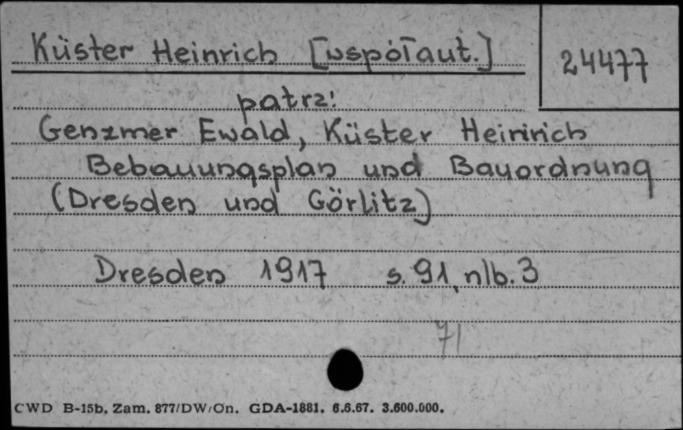 Küster Heinrich [współaut.]
24477
patrz:
Genzmer Ewald, Küster Heinrich
Bebauungsplan und Bauordnung
(Dresden und Görlitz)
Dresden 1917 s. 91, nlb. 3
71
CWD B-15b, Zam. 877/DW/On. GDA-1881. 6.6.67. 3.600.000.